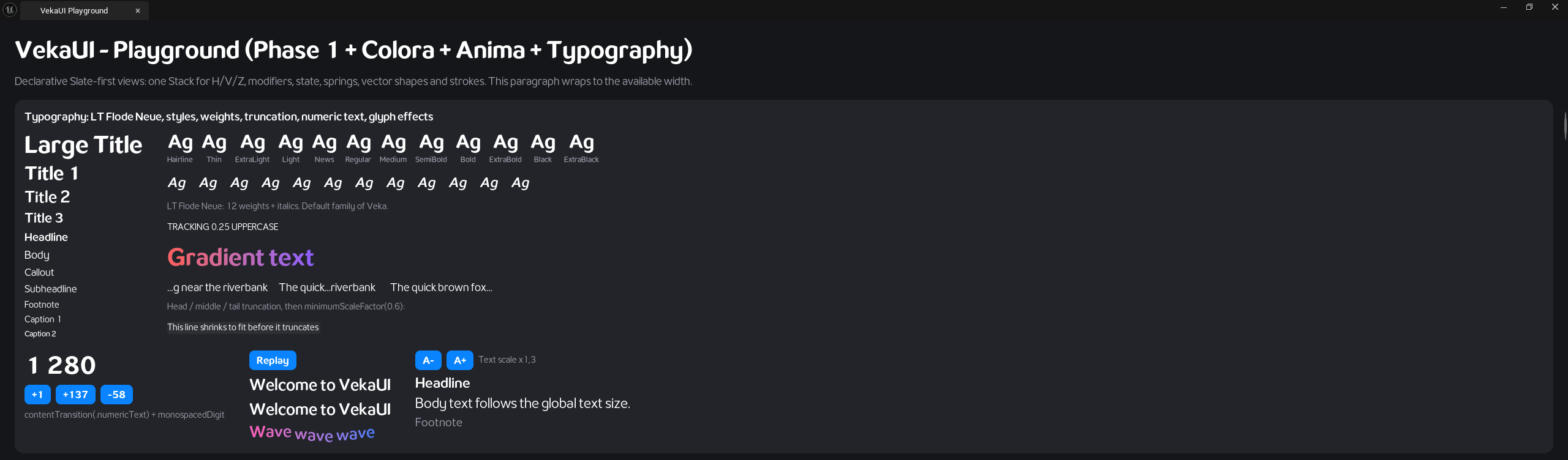 VekaUI Playground
VekaUI - Playground (Phase 1 + Colora + Anima + Typography)
Declarative Slate-first views: one Stack for H/V/Z, modifiers, state, springs, vector shapes and strokes. This paragraph wraps to the available width.
Typography: LT Flode Neue, styles, weights, truncation, numeric text, glyph effects
Large Title
Title 1
Title 2
Title 3
Headline
Body
Callout
Subheadline
Footnote
Caption 1
Caption 2
Ag Ag Ag Ag Ag Ag Ag Ag Ag Ag Ag Ag
Hairline Thin ExtraLight Light News Regular Medium SemiBold Bold ExtraBold Black ExtraBlack
Ag Ag Ag Ag Ag Ag Ag Ag Ag Ag Ag Ag
LT Flode Neue: 12 weights + italics. Default family of Veka.
TRACKING 0.25 UPPERCASE
Gradient text
...g near the riverbank The quick...riverbank The quick brown fox...
Head / middle / tail truncation, then minimumScaleFactor(0.6):
This line shrinks to fit before it truncates
1 280
+1 +137 -58
contentTransition(.numericText) + monospacedDigit
Replay
Welcome to VekaUI
Welcome to VekaUI
Wave wave wave
A- A+ Text scale x1,3
Headline
Body text follows the global text size.
Footnote